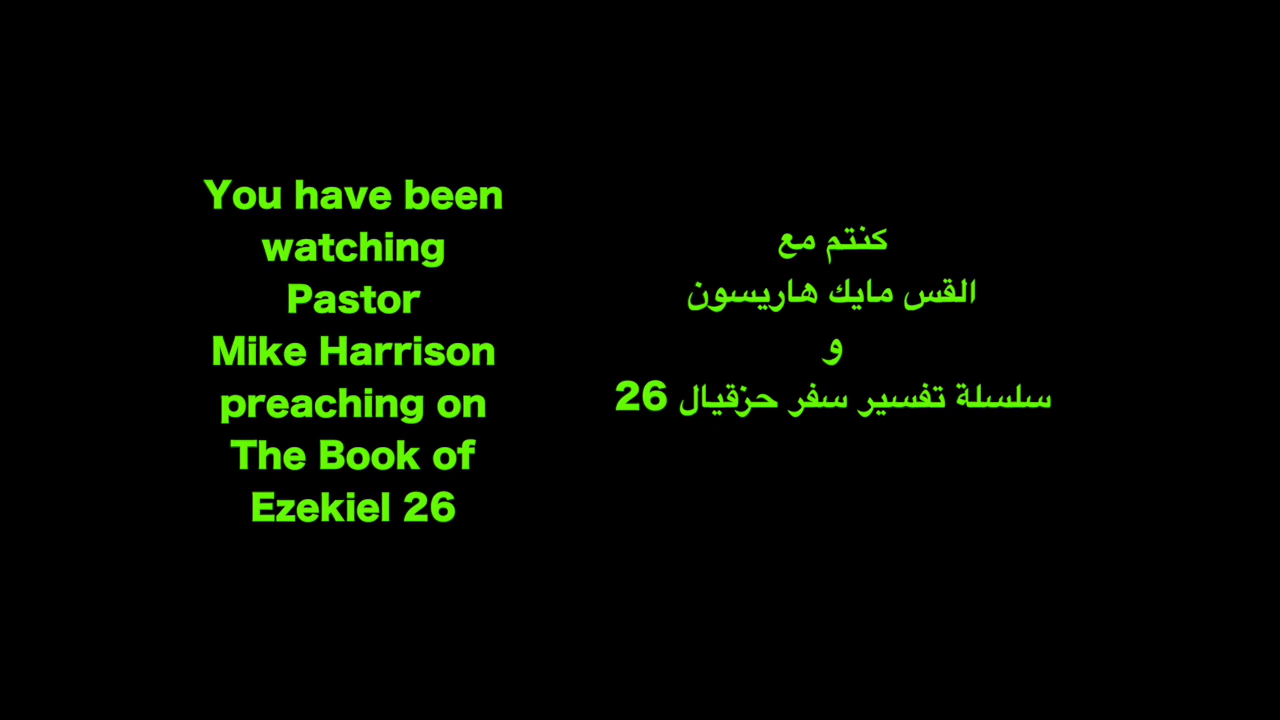 You have been
watching
Pastor
Mike Harrison
preaching on
The Book of
Ezekiel 26
كنتم مع
القس مايك هاريسون
و
سلسلة تفسير سفر حزقيال 26